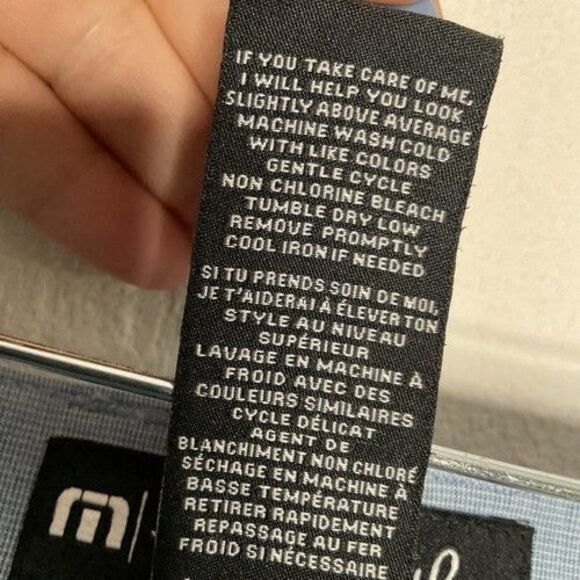 IF YOU TAKE CARE OF ME,
I WILL HELP YOU LOOK
SLIGHTLY ABOVE AVERAGE
MACHINE WASH COLD
WITH LIKE COLORS
GENTLE CYCLE
NON CHLORINE BLEACH
TUMBLE DRY LOW
REMOVE PROMPTLY
COOL IRON IF NEEDED
SI TU PRENDS SOIN DE MOI,
JE T'AIDERAI À ÉLEVER TON
STYLE AU NIVEAU
SUPÉRIEUR
LAVAGE EN MACHINE À
FROID AVEC DES
COULEURS SIMILAIRES
CYCLE DÉLICAT
AGENT DE
BLANCHIMENT NON CHLORÉ
SÉCHAGE EN MACHINE À
BASSE TEMPÉRATURE
RETIRER RAPIDEMENT
REPASSAGE AU FER
FROID SI NÉCESSAIRE